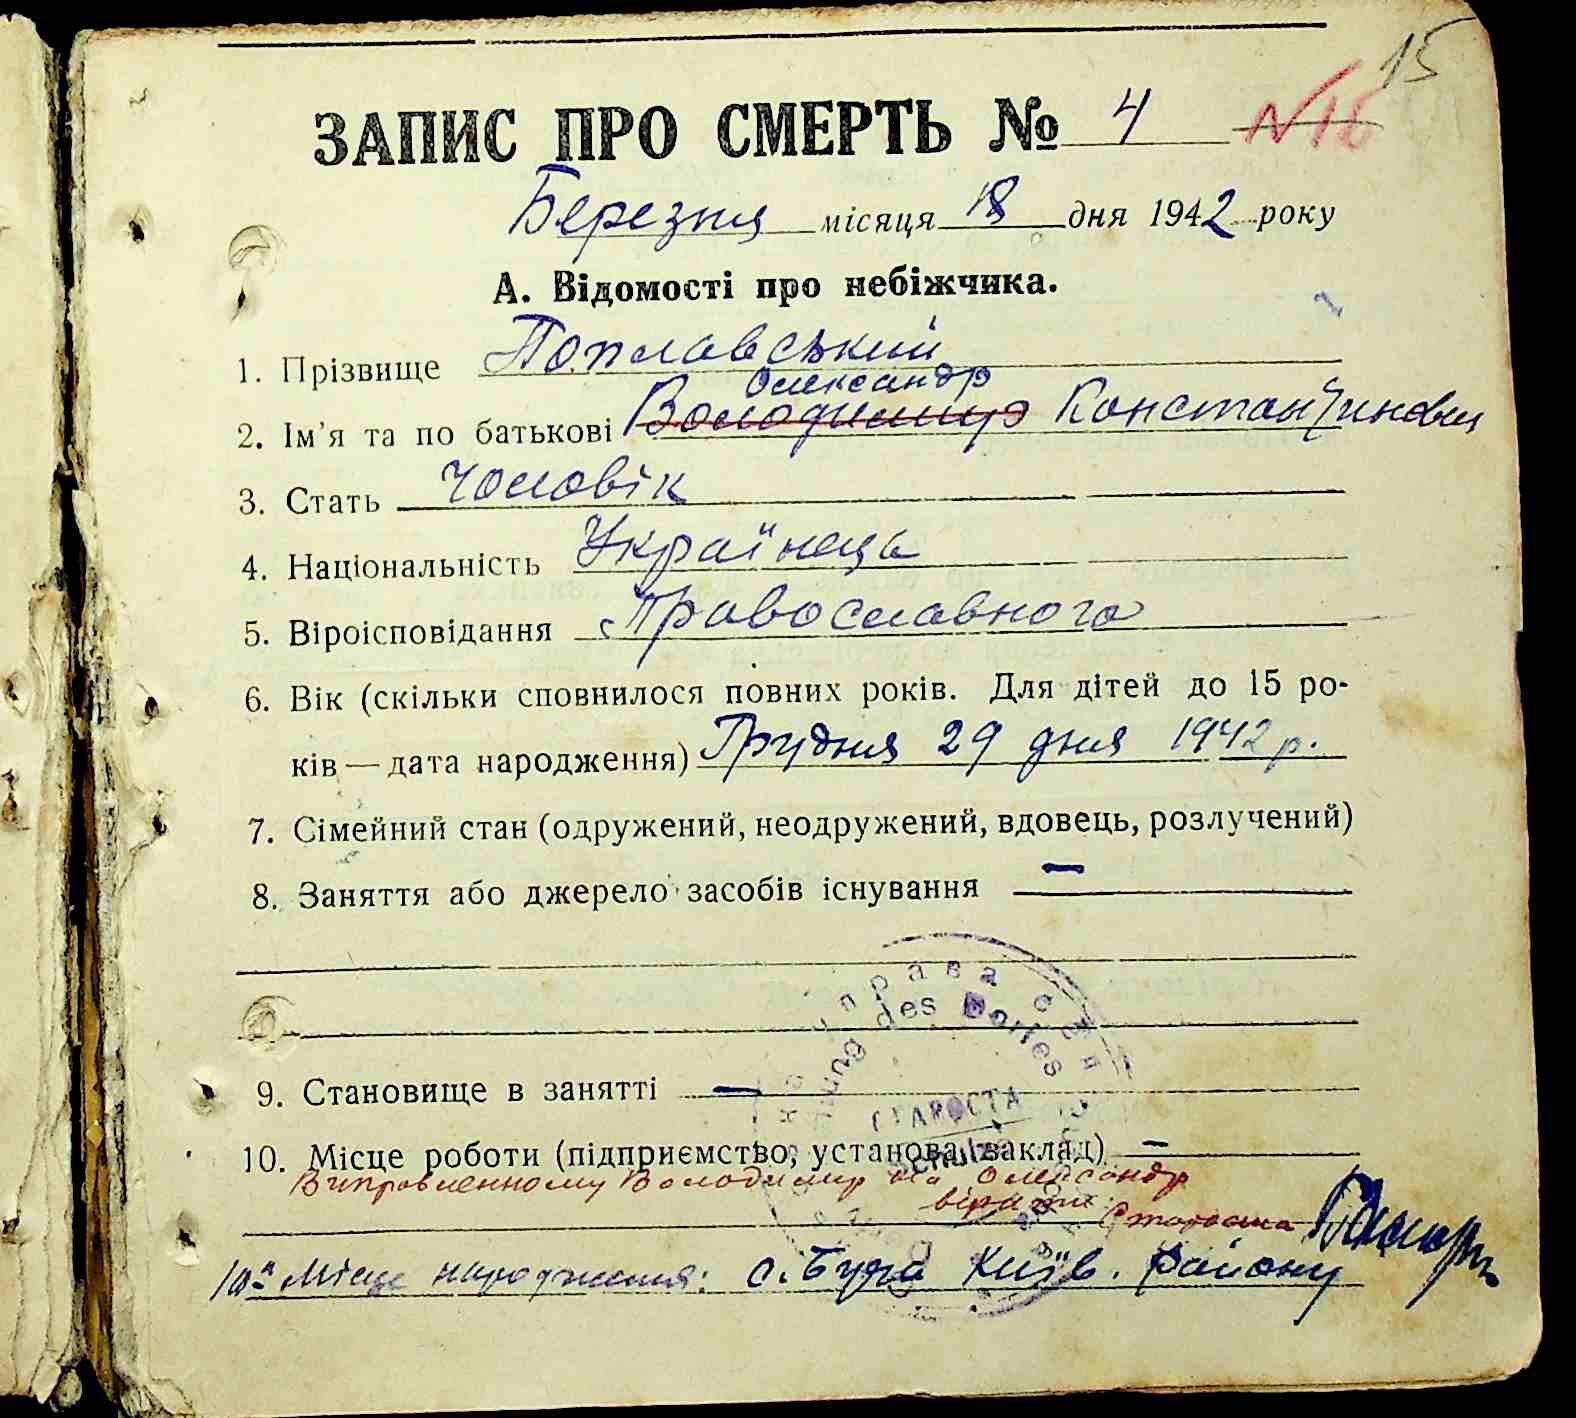 15
ЗАПИС ПРО СМЕРТЬ № 4 N16
Березня місяця 18 дня 1942 року
А. Відомості про небіжчика.
1. Прізвище Поплавський
Олександр
2. Ім'я та по батькові Володимир Константинович
3. Стать Чоловік
4. Національність Українець
5. Віроісповідання Православного
6. Вік (скільки сповнилося повних років. Для дітей до 15 ро-
ків — дата народження) Грудня 29 дня 1942 р.
7. Сімейний стан (одружений, неодружений, вдовець, розлучений)
8. Заняття або джерело засобів існування —
9. Становище в занятті —
СТАРОСТА
10. Місце роботи (підприємство, установа, заклад) —
Виправленному Володимир на Олександр
вірити. Староста
10а Місце народження: с. Буча Київ. Району